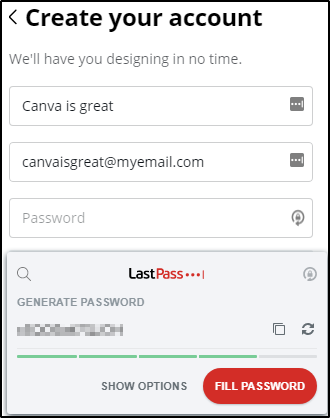 Create your account
We'll have you designing in no time.
Canva is great
canvaisgreat@myemail.com
Password
LastPass
GENERATE PASSWORD
SHOW OPTIONS
FILL PASSWORD